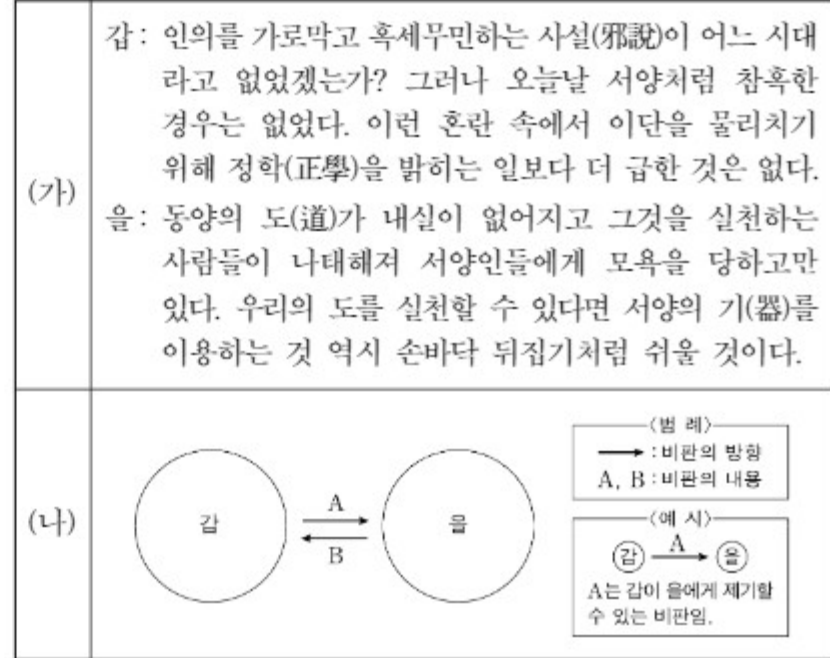 (가)
갑 : 인의를 가로막고 혹세무민하는 사설(邪說)이 어느 시대
라고 없었겠는가? 그러나 오늘날 서양처럼 참혹한
경우는 없었다. 이런 혼란 속에서 이단을 물리치기
위해 정학(正學)을 밝히는 일보다 더 급한 것은 없다.
을 : 동양의 도(道)가 내실이 없어지고 그것을 실천하는
사람들이 나태해져 서양인들에게 모욕을 당하고만
있다. 우리의 도를 실천할 수 있다면 서양의 기(器)를
이용하는 것 역시 손바닥 뒤집기처럼 쉬울 것이다.
(나)
갑
A
B
을
〈범 례〉
: 비판의 방향
A, B : 비판의 내용
〈예 시〉
갑 A 을
A는 갑이 을에게 제기할
수 있는 비판임.